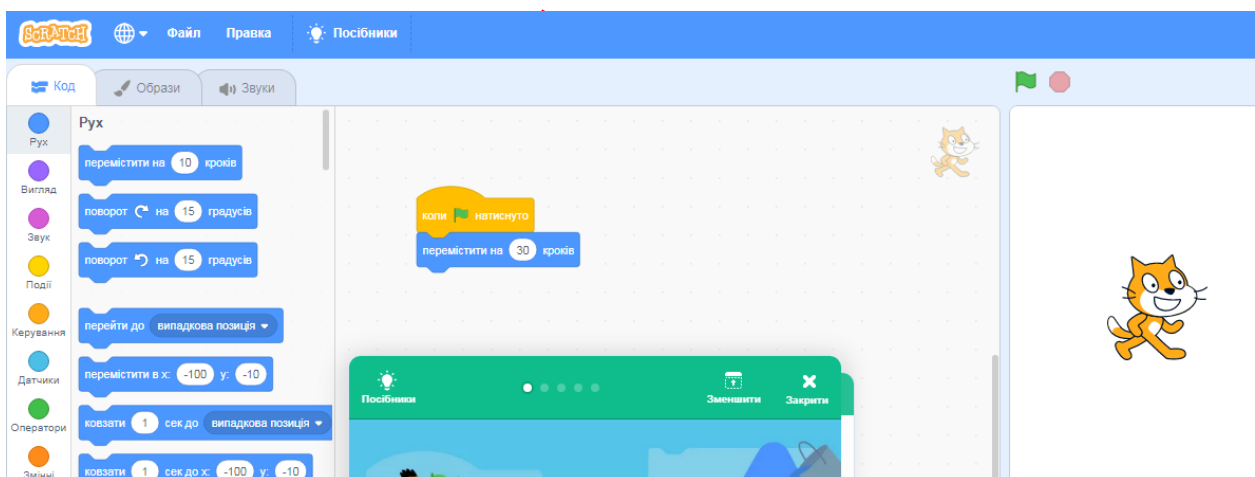 SCRATCH
Файл
Правка
Посібники
Код
Образи
Звуки
Рух
Вигляд
Звук
Події
Керування
Датчики
Оператори
Змінні
Рух
перемістити на 10 кроків
поворот на 15 градусів
поворот на 15 градусів
перейти до випадкова позиція
перемістити в x: -100 y: -10
ковзати 1 сек до випадкова позиція
ковзати 1 сек до x: -100 y: -10
коли натиснуто
перемістити на 30 кроків
Посібники
Зменшити
Закрити